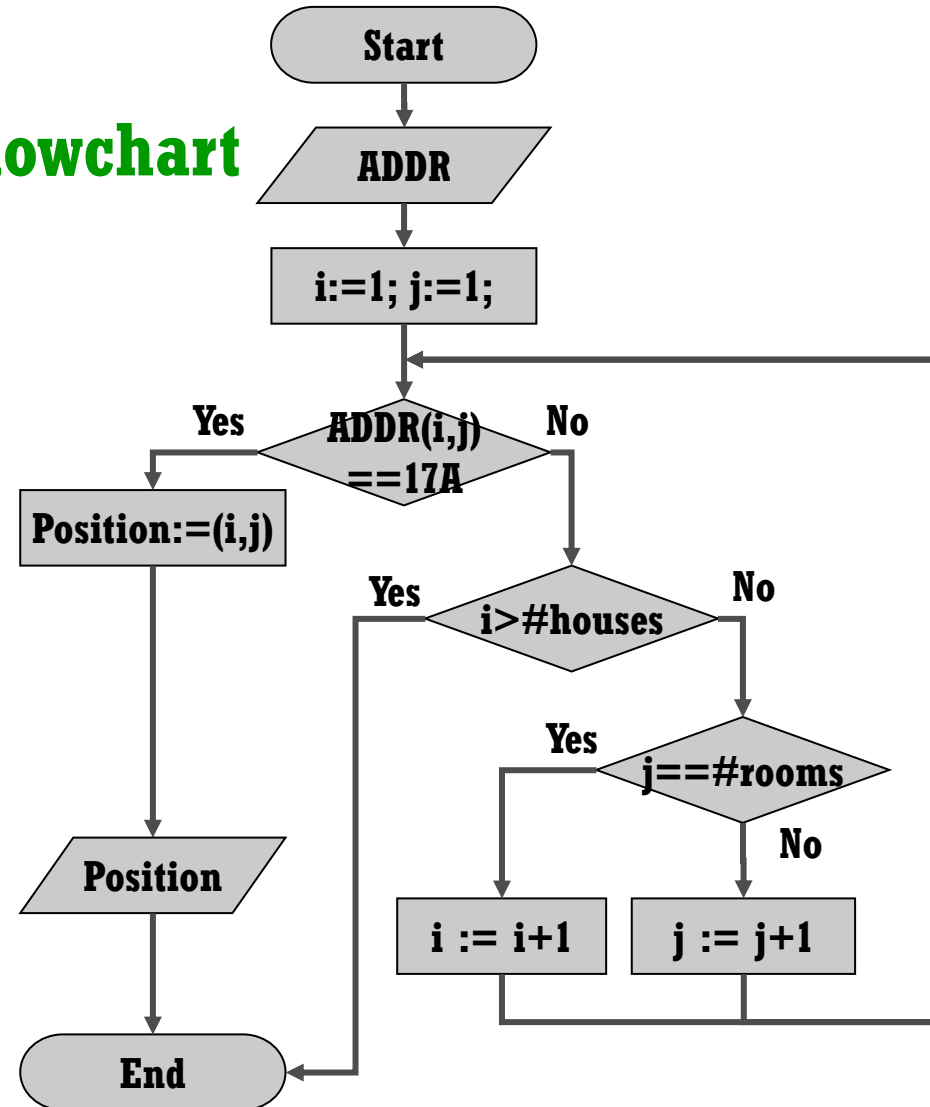 Start
lowchart
ADDR
i:=1; j:=1;
Yes
ADDR(i,j)
==17A
No
Position:=(i,j)
Yes
i>#houses
No
Yes
j==#rooms
No
Position
i := i+1
j := j+1
End